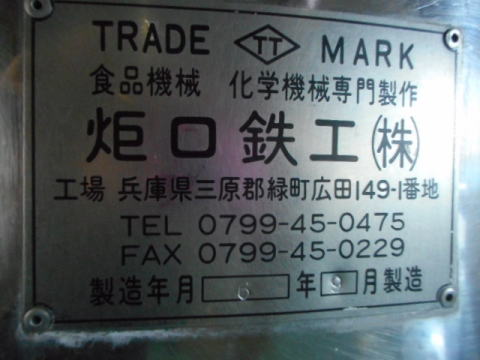 TRADE TT MARK
食品機械 化学機械専門製作
炬口鉄工(株)
工場 兵庫県三原郡緑町広田149-1番地
TEL 0799-45-0475
FAX 0799-45-0229
製造年月 6 年 9 月製造